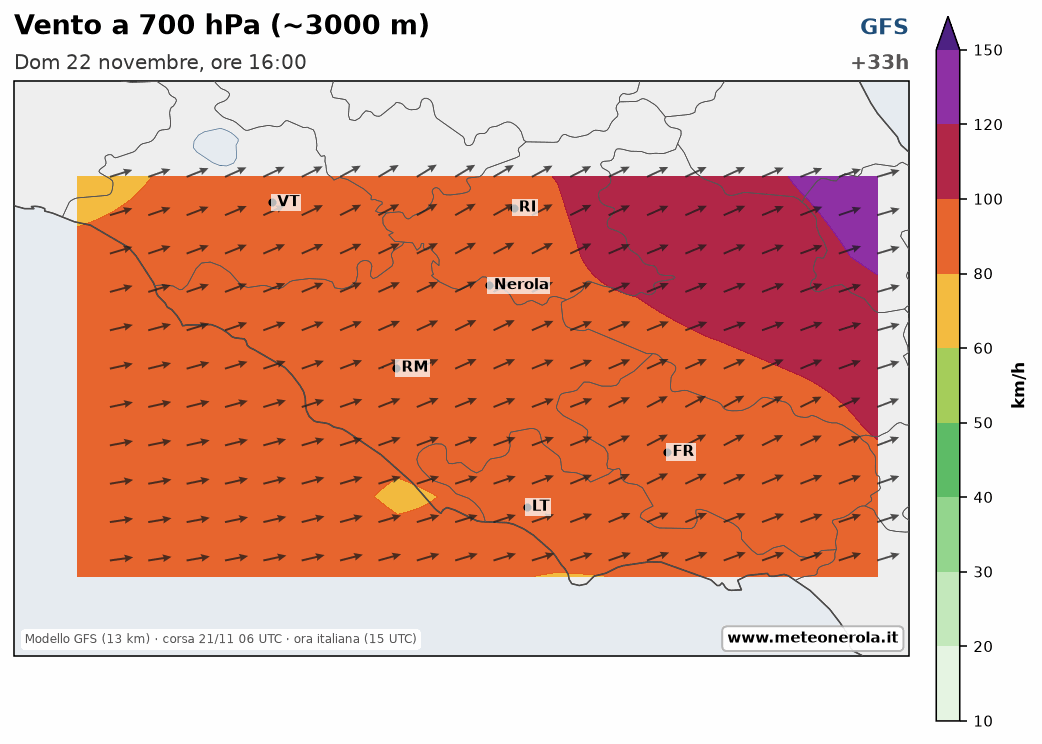 Vento a 700 hPa (~3000 m)
GFS
Dom 22 novembre, ore 16:00
+33h
VT
RI
Nerola
RM
FR
LT
Modello GFS (13 km) · corsa 21/11 06 UTC · ora italiana (15 UTC)
www.meteonerola.it
150
120
100
80
60
50
40
30
20
10
km/h